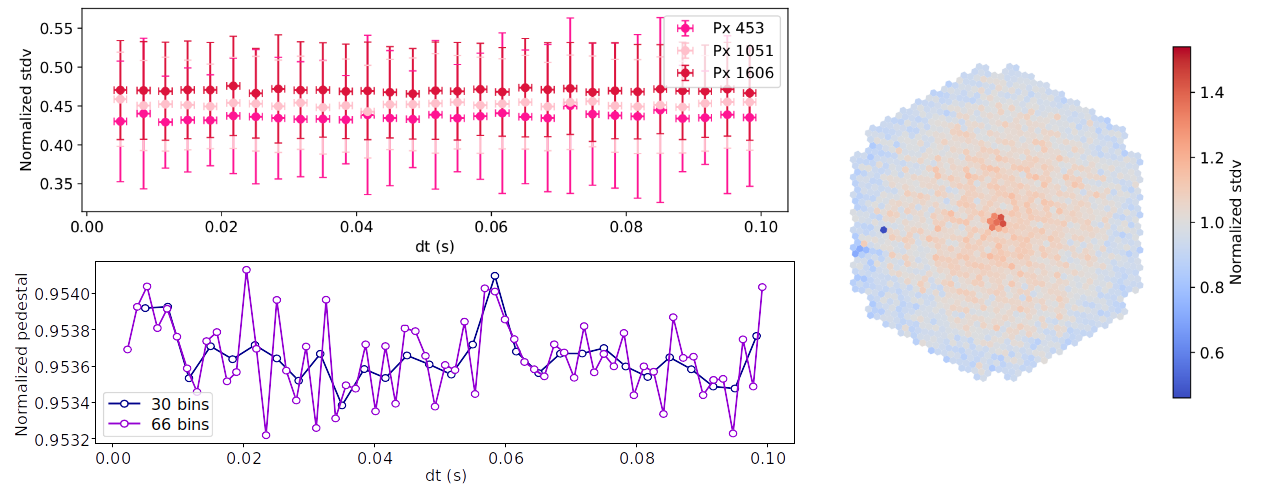 Normalized stdv
0.55
0.50
0.45
0.40
0.35
Px 453
Px 1051
Px 1606
0.00 0.02 0.04 0.06 0.08 0.10
dt (s)
Normalized pedestal
0.9540
0.9538
0.9536
0.9534
0.9532
30 bins
66 bins
0.00 0.02 0.04 0.06 0.08 0.10
dt (s)
1.4
1.2
1.0
0.8
0.6
Normalized stdv